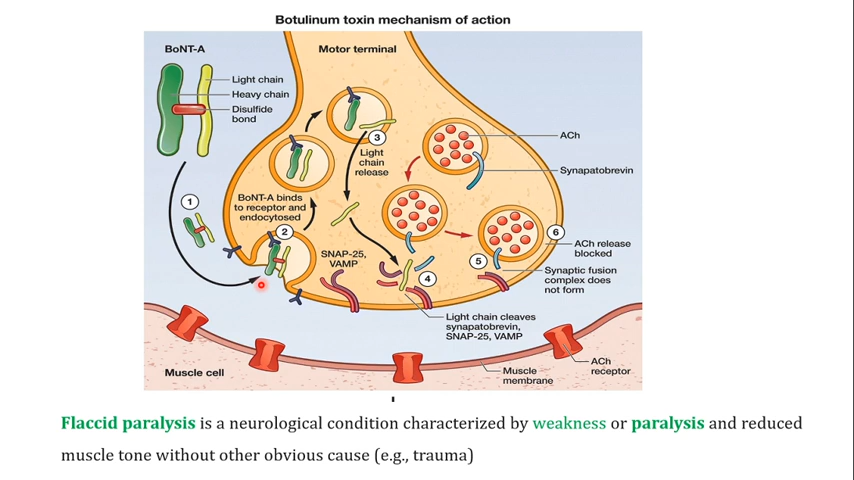 Botulinum toxin mechanism of action
BoNT-A
Motor terminal
Light chain
Heavy chain
Disulfide
bond
3
Light
chain
release
ACh
Synapatobrevin
1
BoNT-A binds
to receptor and
endocytosed
2
SNAP-25,
VAMP
4
5
6
ACh release
blocked
Synaptic fusion
complex does
not form
Light chain cleaves
synapatobrevin,
SNAP-25, VAMP
Muscle cell
Muscle
membrane
ACh
receptor
Flaccid paralysis is a neurological condition characterized by weakness or paralysis and reduced
muscle tone without other obvious cause (e.g., trauma)